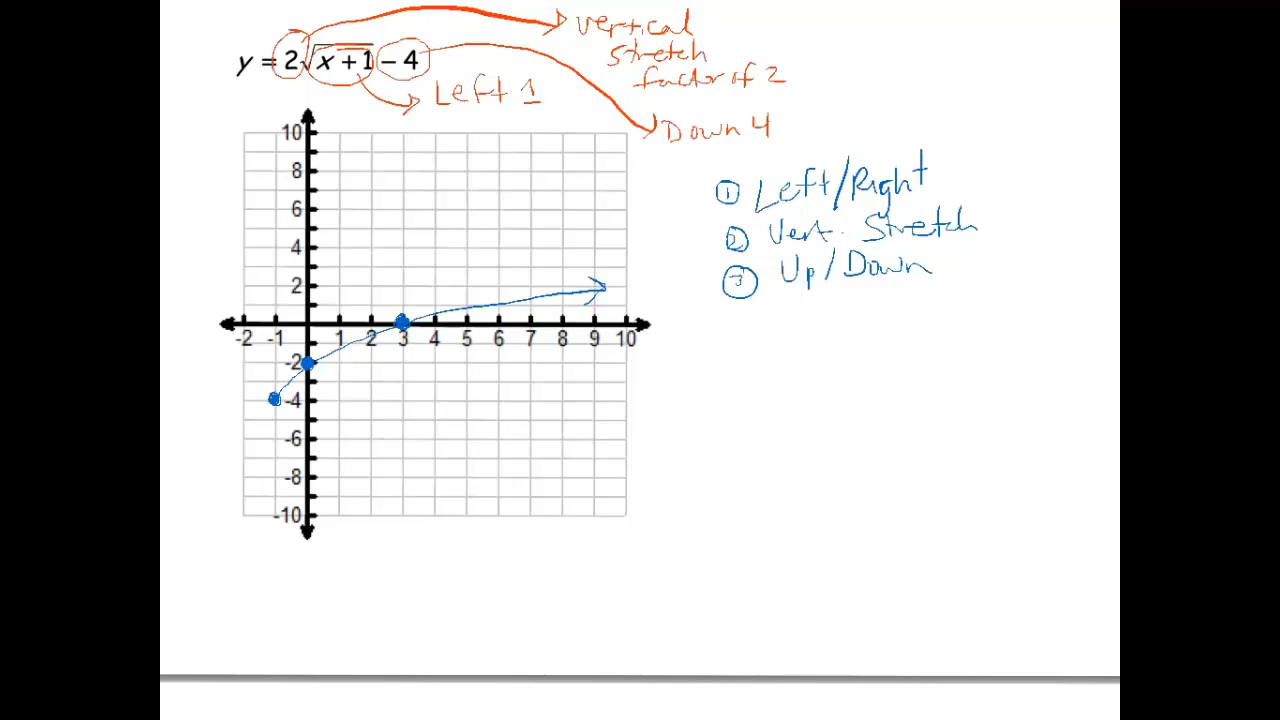 y = 2√x + 1 – 4
vertical
stretch
factor of 2
Left 1
Down 4
① Left/Right
② Vert. Stretch
③ Up/Down
10
8
6
4
2
-2 -1 1 2 3 4 5 6 7 8 9 10
-2
-4
-6
-8
-10